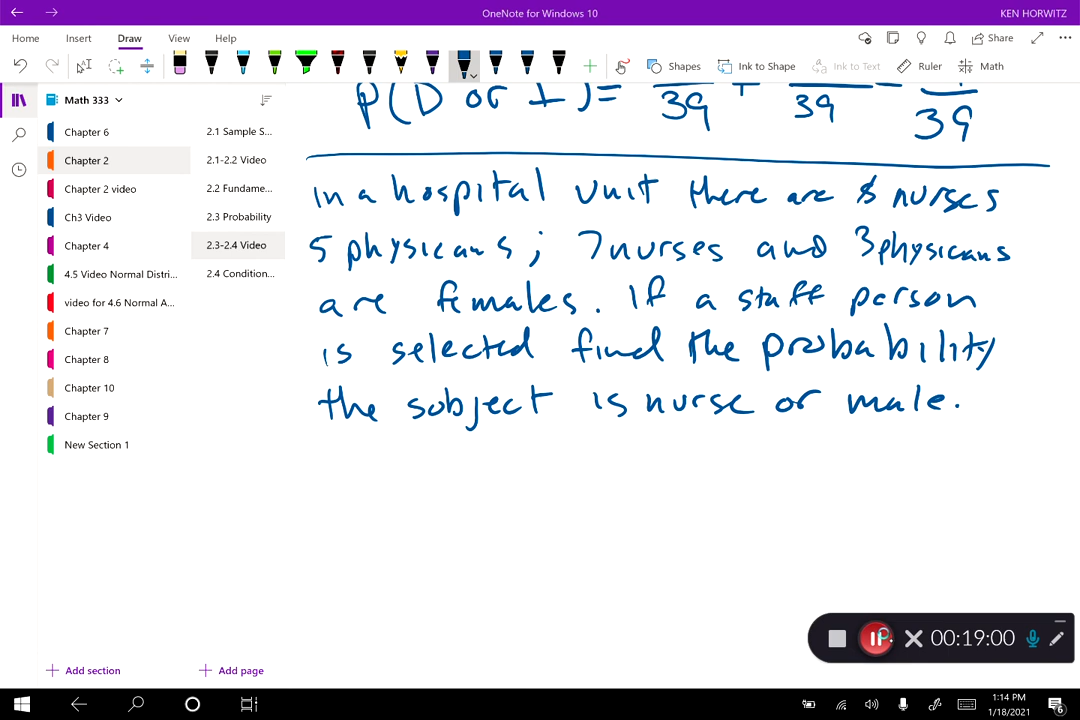 OneNote for Windows 10
KEN HORWITZ
Home Insert Draw View Help
Share
Shapes Ink to Shape Ink to Text Ruler Math
Math 333
Chapter 6
Chapter 2
Chapter 2 video
Ch3 Video
Chapter 4
4.5 Video Normal Distri...
video for 4.6 Normal A...
Chapter 7
Chapter 8
Chapter 10
Chapter 9
New Section 1
Add section
2.1 Sample S...
2.1-2.2 Video
2.2 Fundame...
2.3 Probability
2.3-2.4 Video
2.4 Condition...
Add page
P(D or I) = /39 + /39 - /39
in a hospital unit there are 8 nurses
5 physicans; 7 nurses and 3 physicans
are females. If a staff person
is selected find the probability
the subject is nurse or male.
00:19:00
1:14 PM
1/18/2021
6